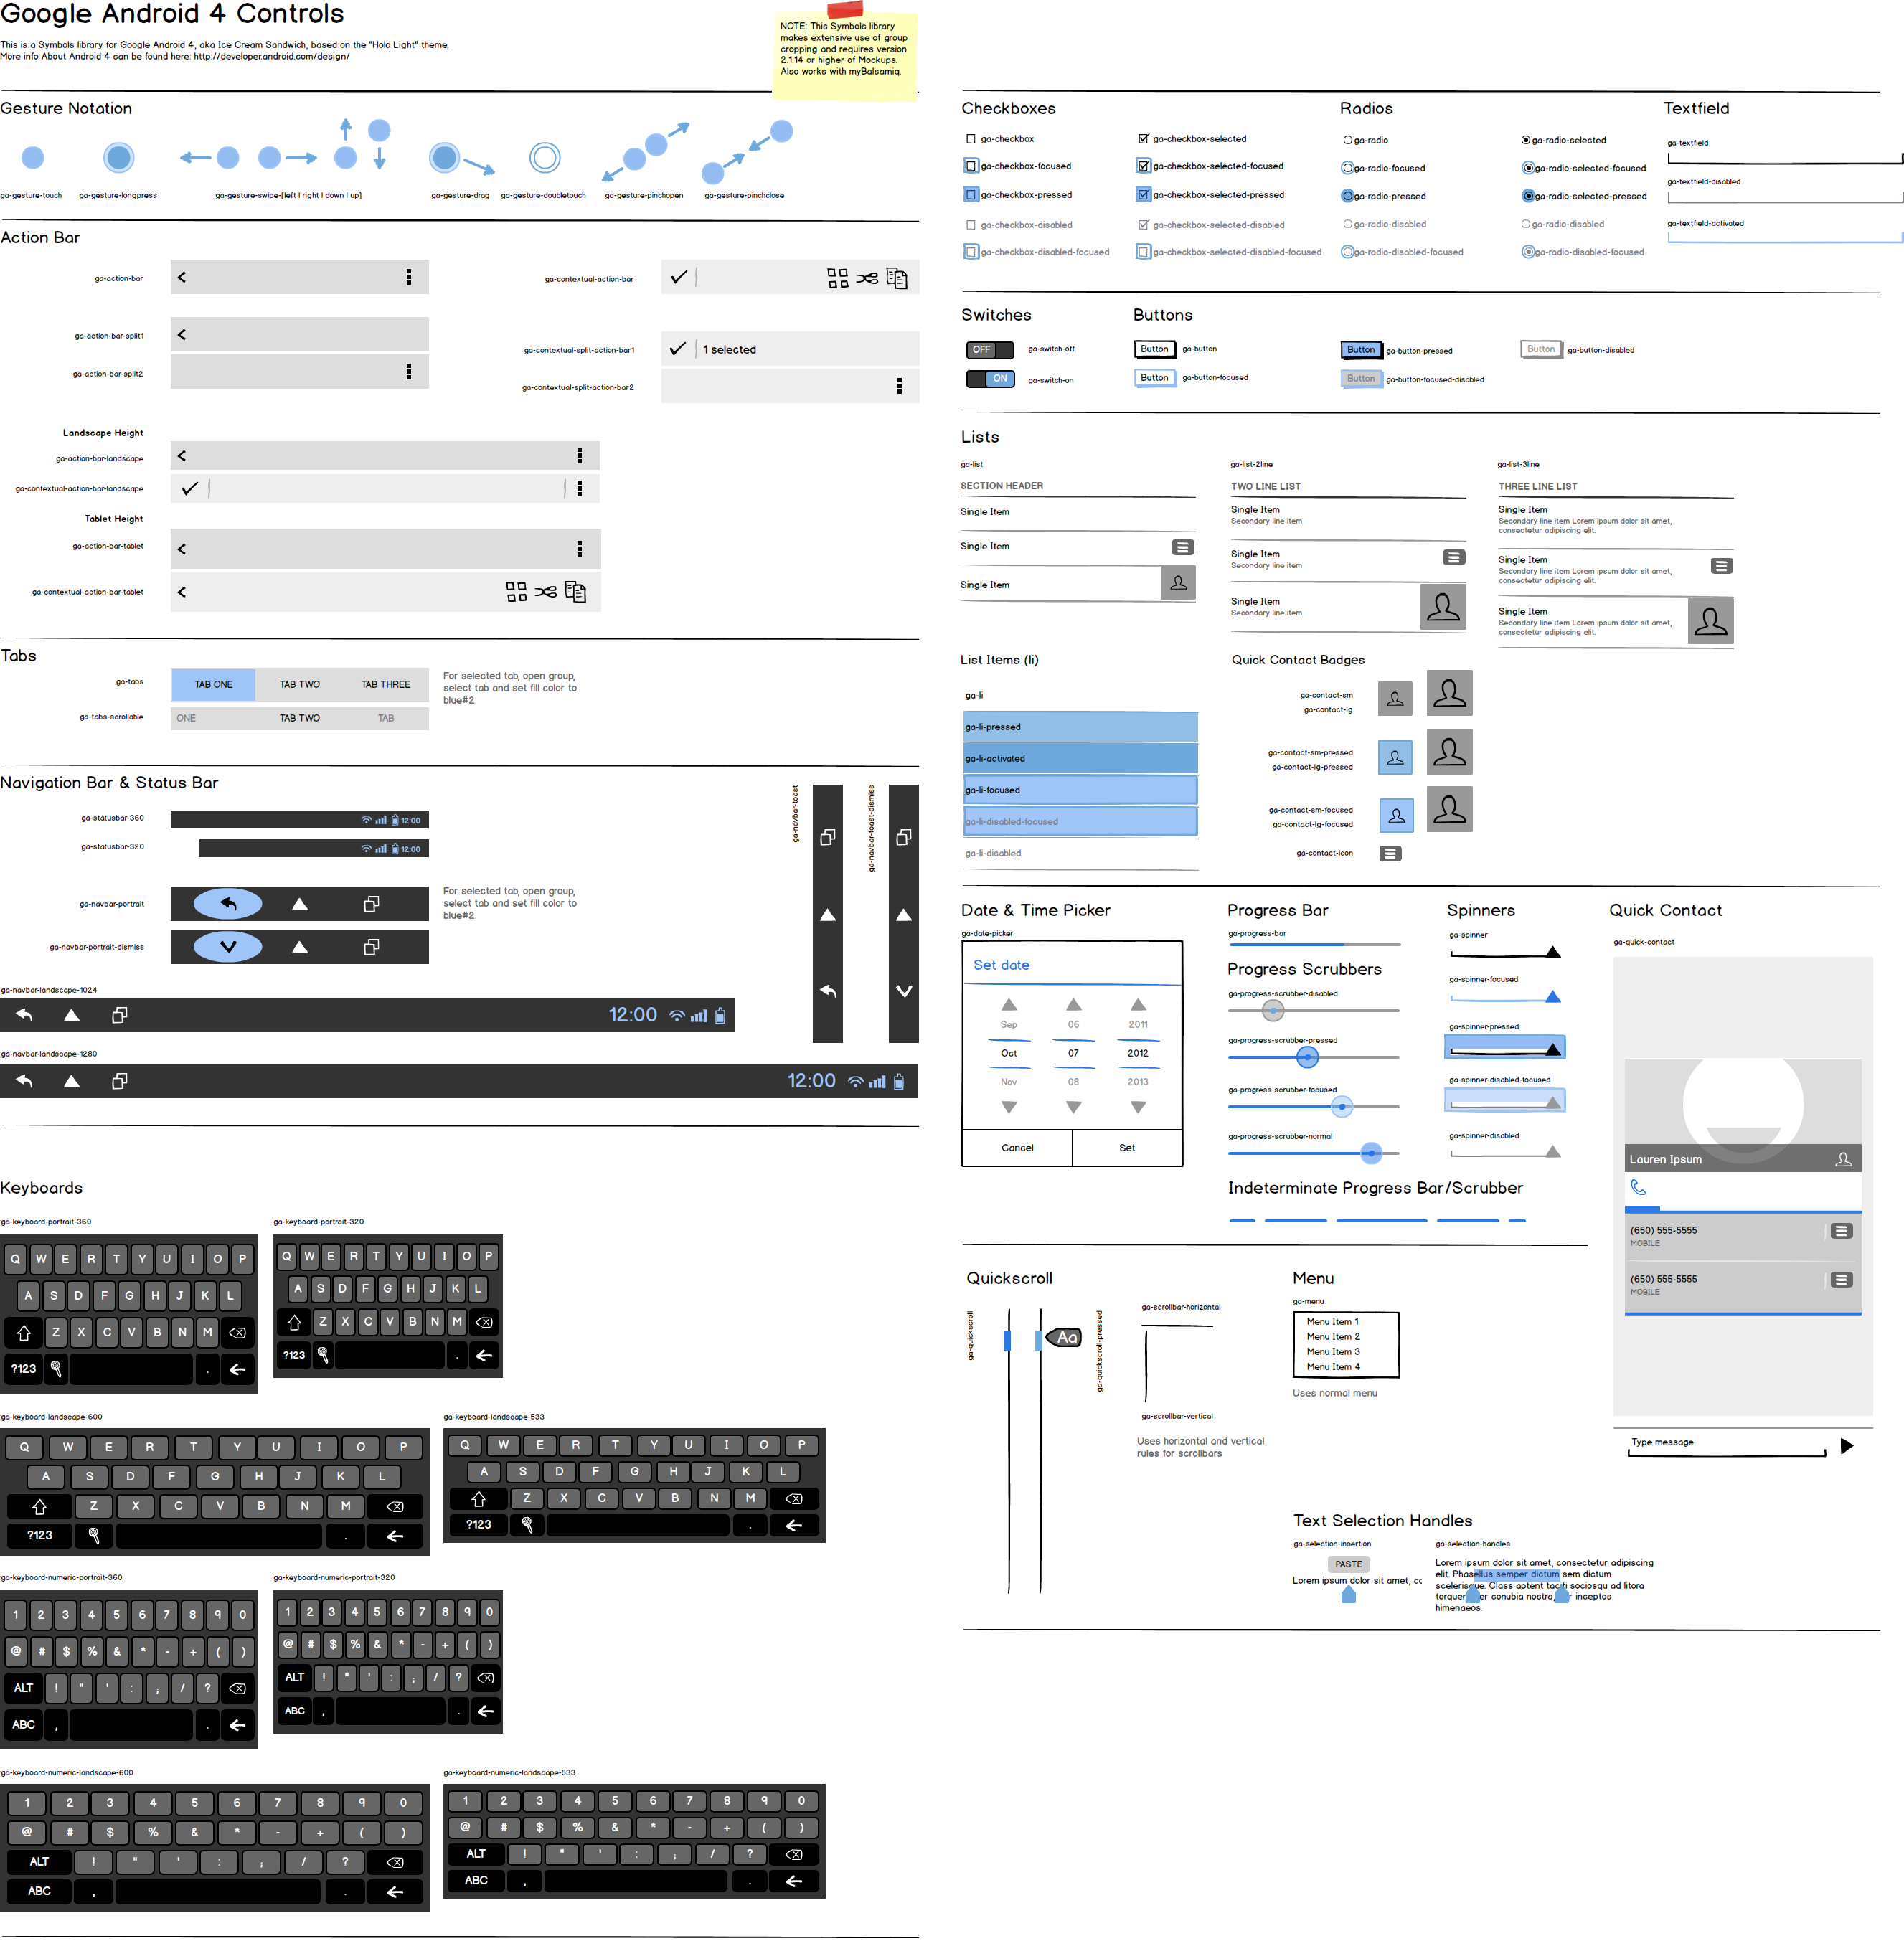 Google Android 4 Controls
This is a Symbols library for Google Android 4, aka Ice Cream Sandwich, based on the "Holo Light" theme.
More info About Android 4 can be found here: http://developer.android.com/design/
NOTE: This Symbols library
makes extensive use of group
cropping and requires version
2.1.14 or higher of Mockups.
Also works with myBalsamiq.
Gesture Notation
ga-gesture-touch
ga-gesture-longpress
ga-gesture-swipe-[left | right | down | up]
ga-gesture-drag
ga-gesture-doubletouch
ga-gesture-pinchopen
ga-gesture-pinchclose
Action Bar
ga-action-bar
ga-contextual-action-bar
ga-action-bar-split1
ga-contextual-split-action-bar1
1 selected
ga-action-bar-split2
ga-contextual-split-action-bar2
Landscape Height
ga-action-bar-landscape
ga-contextual-action-bar-landscape
Tablet Height
ga-action-bar-tablet
ga-contextual-action-bar-tablet
Tabs
ga-tabs
TAB ONE TAB TWO TAB THREE
ga-tabs-scrollable
ONE TAB TWO TAB
For selected tab, open group,
select tab and set fill color to
blue#2.
Navigation Bar & Status Bar
ga-statusbar-360
12:00
ga-statusbar-320
12:00
ga-navbar-portrait
For selected tab, open group,
select tab and set fill color to
blue#2.
ga-navbar-portrait-dismiss
ga-navbar-toast
ga-navbar-toast-dismiss
ga-navbar-landscape-1024
12:00
ga-navbar-landscape-1280
12:00
Keyboards
ga-keyboard-portrait-360
Q W E R T Y U I O P
A S D F G H J K L
Z X C V B N M
?123 .
ga-keyboard-portrait-320
Q W E R T Y U I O P
A S D F G H J K L
Z X C V B N M
?123 .
ga-keyboard-landscape-600
Q W E R T Y U I O P
A S D F G H J K L
Z X C V B N M
?123 .
ga-keyboard-landscape-533
Q W E R T Y U I O P
A S D F G H J K L
Z X C V B N M
?123 .
ga-keyboard-numeric-portrait-360
1 2 3 4 5 6 7 8 9 0
@ # $ % & * - + ( )
ALT ! " ' : ; / ?
ABC , .
ga-keyboard-numeric-portrait-320
1 2 3 4 5 6 7 8 9 0
@ # $ % & * - + ( )
ALT ! " ' : ; / ?
ABC , .
ga-keyboard-numeric-landscape-600
1 2 3 4 5 6 7 8 9 0
@ # $ % & * - + ( )
ALT ! " ' : ; / ?
ABC , .
ga-keyboard-numeric-landscape-533
1 2 3 4 5 6 7 8 9 0
@ # $ % & * - + ( )
ALT ! " ' : ; / ?
ABC , .
Checkboxes
ga-checkbox
ga-checkbox-focused
ga-checkbox-pressed
ga-checkbox-disabled
ga-checkbox-disabled-focused
ga-checkbox-selected
ga-checkbox-selected-focused
ga-checkbox-selected-pressed
ga-checkbox-selected-disabled
ga-checkbox-selected-disabled-focused
Radios
ga-radio
ga-radio-focused
ga-radio-pressed
ga-radio-disabled
ga-radio-disabled-focused
ga-radio-selected
ga-radio-selected-focused
ga-radio-selected-pressed
ga-radio-disabled
ga-radio-disabled-focused
Textfield
ga-textfield
ga-textfield-disabled
ga-textfield-activated
Switches
OFF ga-switch-off
ON ga-switch-on
Buttons
Button ga-button
Button ga-button-focused
Button ga-button-pressed
Button ga-button-focused-disabled
Button ga-button-disabled
Lists
ga-list
SECTION HEADER
Single Item
Single Item
Single Item
ga-list-2line
TWO LINE LIST
Single Item
Secondary line item
Single Item
Secondary line item
Single Item
Secondary line item
ga-list-3line
THREE LINE LIST
Single Item
Secondary line item Lorem ipsum dolor sit amet,
consectetur adipiscing elit.
Single Item
Secondary line item Lorem ipsum dolor sit amet,
consectetur adipiscing elit.
Single Item
Secondary line item Lorem ipsum dolor sit amet,
consectetur adipiscing elit.
List Items (li)
ga-li
ga-li-pressed
ga-li-activated
ga-li-focused
ga-li-disabled-focused
ga-li-disabled
Quick Contact Badges
ga-contact-sm
ga-contact-lg
ga-contact-sm-pressed
ga-contact-lg-pressed
ga-contact-sm-focused
ga-contact-lg-focused
ga-contact-icon
Date & Time Picker
ga-date-picker
Set date
Sep 06 2011
Oct 07 2012
Nov 08 2013
Cancel Set
Progress Bar
ga-progress-bar
Progress Scrubbers
ga-progress-scrubber-disabled
ga-progress-scrubber-pressed
ga-progress-scrubber-focused
ga-progress-scrubber-normal
Indeterminate Progress Bar/Scrubber
Spinners
ga-spinner
ga-spinner-focused
ga-spinner-pressed
ga-spinner-disabled-focused
ga-spinner-disabled
Quick Contact
ga-quick-contact
Lauren Ipsum
(650) 555-5555
MOBILE
(650) 555-5555
MOBILE
Type message
Quickscroll
ga-quickscroll
Aa
ga-quickscroll-pressed
ga-scrollbar-horizontal
ga-scrollbar-vertical
Uses horizontal and vertical
rules for scrollbars
Menu
ga-menu
Menu Item 1
Menu Item 2
Menu Item 3
Menu Item 4
Uses normal menu
Text Selection Handles
ga-selection-insertion
PASTE
Lorem ipsum dolor sit amet, cc
ga-selection-handles
Lorem ipsum dolor sit amet, consectetur adipiscing
elit. Phasellus semper dictum sem dictum
scelerisque. Class aptent taciti sociosqu ad litora
conubia nostra, inceptos
himenaeos.